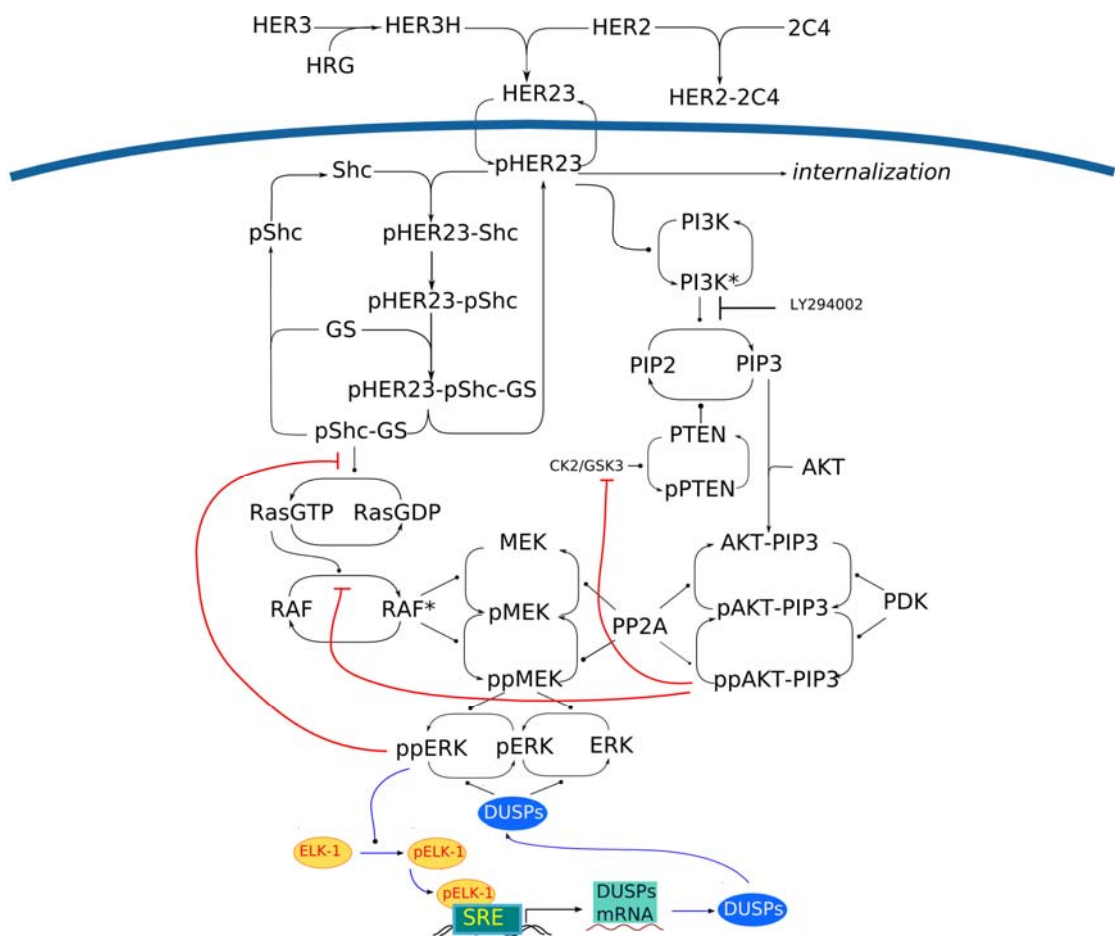 HER3 HER3H HER2 2C4
HRG
HER23 HER2-2C4
pHER23 internalization
Shc
pShc pHER23-Shc PI3K
PI3K*
pHER23-pShc LY294002
GS
PIP2 PIP3
pHER23-pShc-GS
pShc-GS PTEN
CK2/GSK3 AKT
pPTEN
RasGTP RasGDP
MEK AKT-PIP3
RAF RAF* pMEK PP2A pAKT-PIP3 PDK
ppMEK ppAKT-PIP3
ppERK pERK ERK
DUSPs
ELK-1 pELK-1
pELK-1 DUSPs
SRE mRNA DUSPs